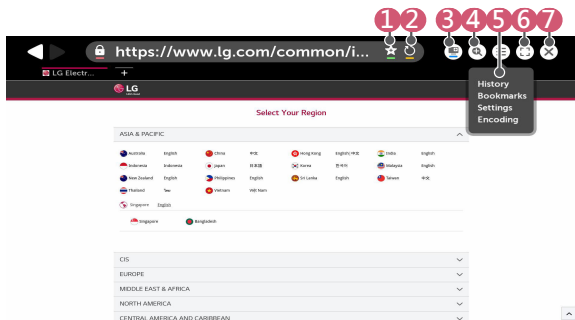 1 2 3 4 5 6 7
https://www.lg.com/common/i...
LG Electr...
+
History
Bookmarks
Settings
Encoding
LG
Select Your Region
ASIA & PACIFIC
Australia English China 中文 Hong Kong English 中文 India English
Indonesia Indonesia Japan 日本語 Korea 한국어 Malaysia English
New Zealand English Philippines English Sri Lanka English Taiwan 中文
Thailand ไทย Vietnam Việt Nam
Singapore English
Singapore Bangladesh
CIS
EUROPE
MIDDLE EAST & AFRICA
NORTH AMERICA
CENTRAL AMERICA AND CARIBBEAN